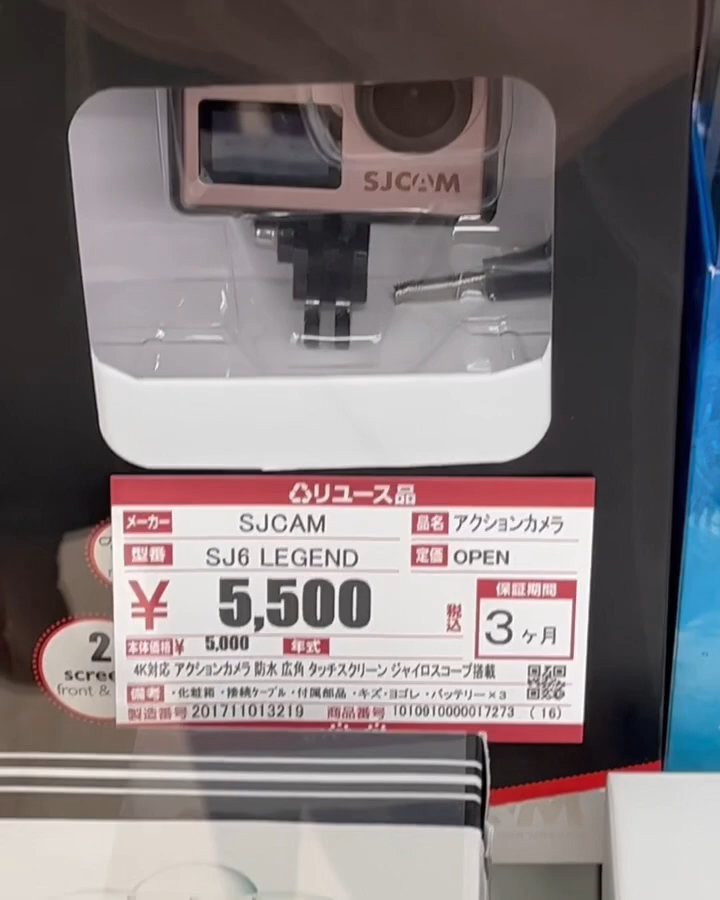 SJCAM
リユース品
メーカー SJCAM 品名 アクションカメラ
型番 SJ6 LEGEND 定価 OPEN
¥ 5,500 税込 保証期間
3ヶ月
本体価格¥ 5,000 年式
4K対応 アクションカメラ 防水 広角 タッチスクリーン ジャイロスコープ搭載
備考 ・化粧箱・接続ケーブル・付属部品・キズ・ヨゴレ・バッテリー×3
製造番号 201711013219 商品番号 1010910000017273 (16)
2
scree
front &